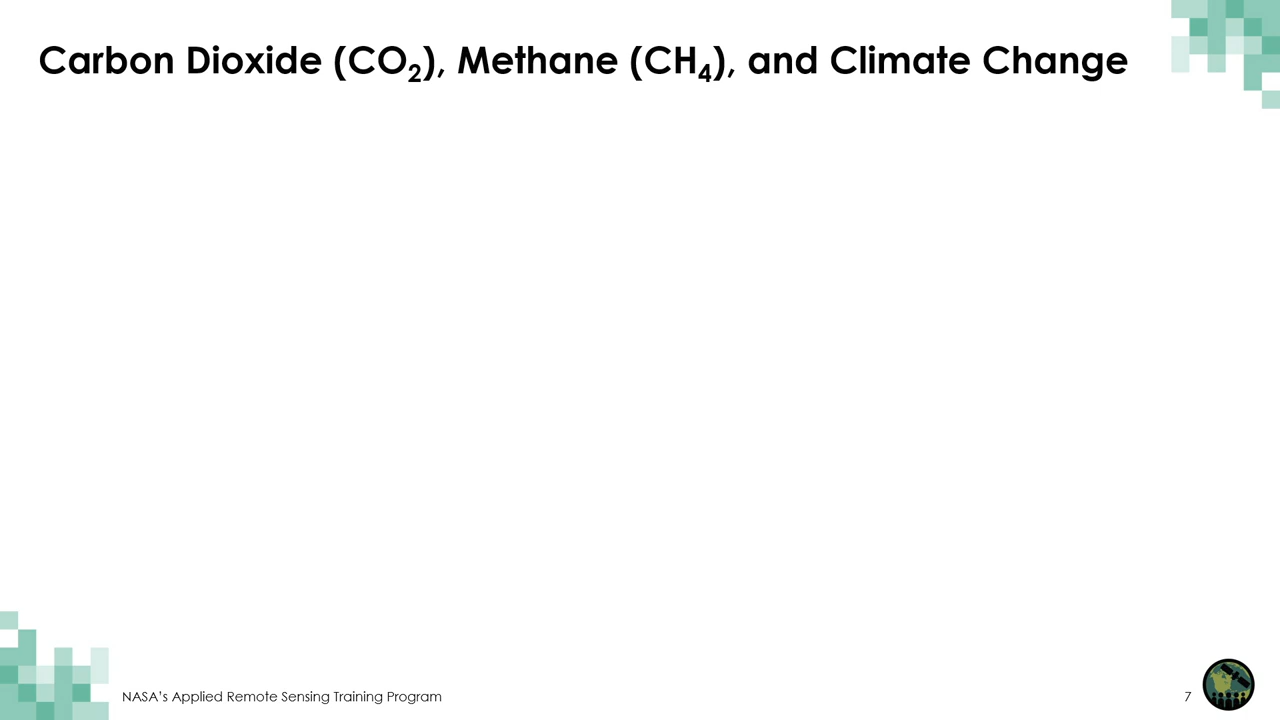 Carbon Dioxide (CO₂), Methane (CH₄), and Climate Change
NASA's Applied Remote Sensing Training Program
7